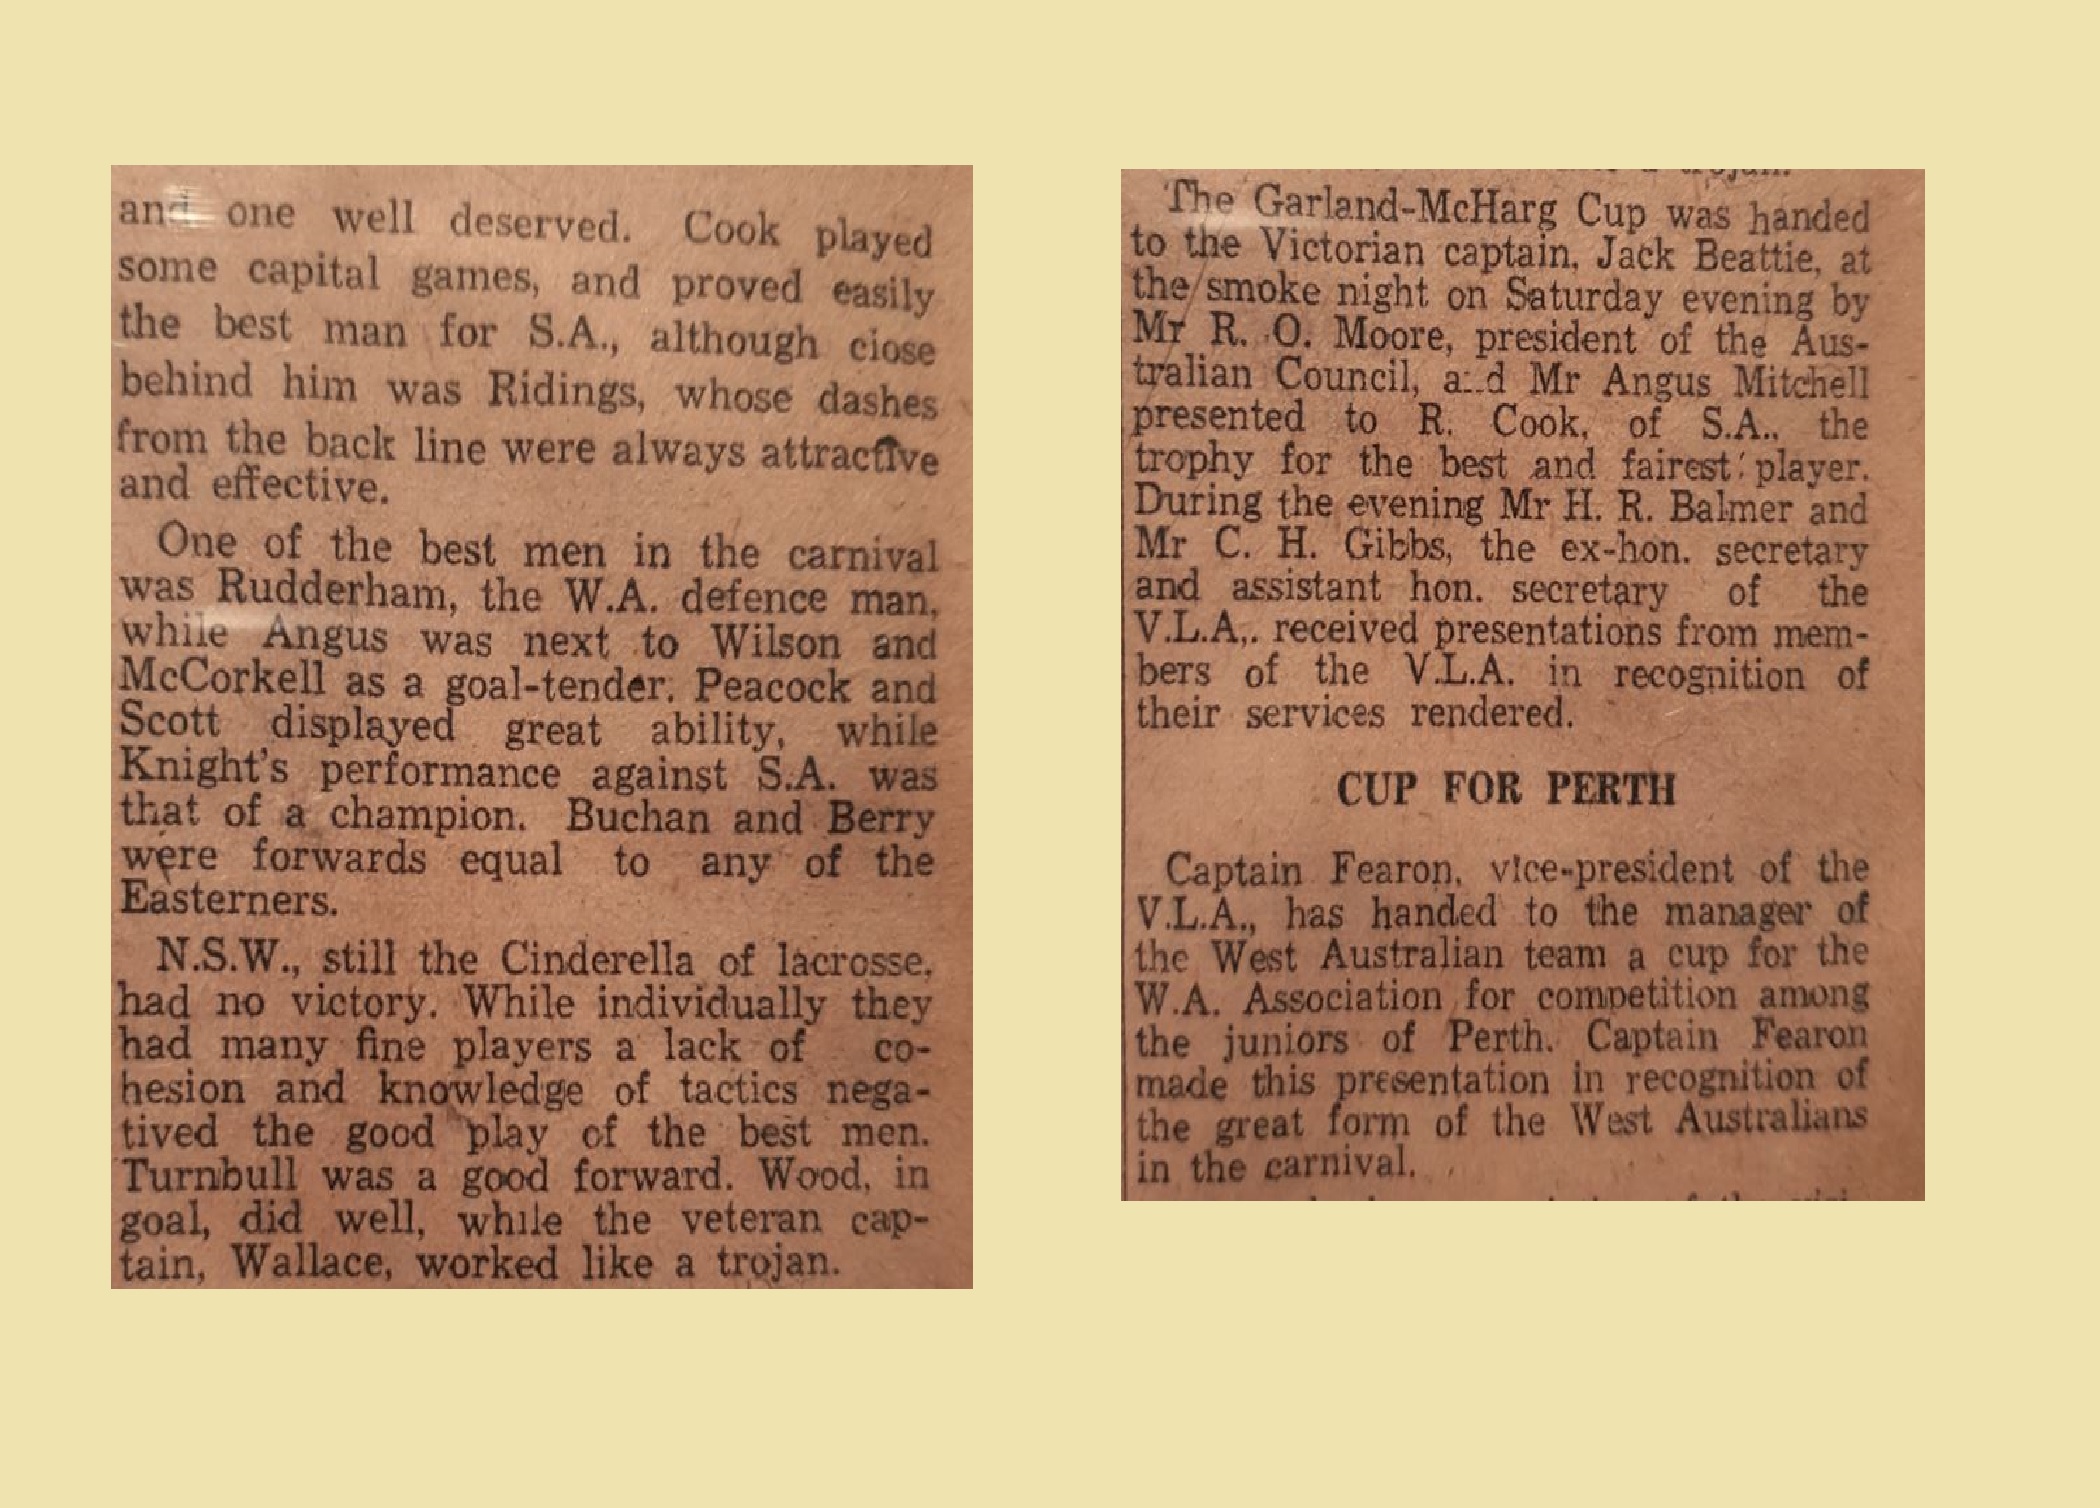 and one well deserved. Cook played
some capital games, and proved easily
the best man for S.A., although ciose
behind him was Ridings, whose dashes
from the back line were always attractive
and effective.
One of the best men in the carnival
was Rudderham, the W.A. defence man,
while Angus was next to Wilson and
McCorkell as a goal-tender. Peacock and
Scott displayed great ability, while
Knight's performance against S.A. was
that of a champion. Buchan and Berry
were forwards equal to any of the
Easterners.
N.S.W., still the Cinderella of lacrosse,
had no victory. While individually they
had many fine players a lack of co-
hesion and knowledge of tactics nega-
tived the good play of the best men.
Turnbull was a good forward. Wood, in
goal, did well, while the veteran cap-
tain, Wallace, worked like a trojan.
trojan.
The Garland-McHarg Cup was handed
to the Victorian captain, Jack Beattie, at
the smoke night on Saturday evening by
Mr R. O. Moore, president of the Aus-
tralian Council, and Mr Angus Mitchell
presented to R. Cook, of S.A., the
trophy for the best and fairest player.
During the evening Mr H. R. Balmer and
Mr C. H. Gibbs, the ex-hon. secretary
and assistant hon. secretary of the
V.L.A,. received presentations from mem-
bers of the V.L.A. in recognition of
their services rendered.
CUP FOR PERTH
Captain Fearon, vice-president of the
V.L.A., has handed to the manager of
the West Australian team a cup for the
W.A. Association for competition among
the juniors of Perth. Captain Fearon
made this presentation in recognition of
the great form of the West Australians
in the carnival.